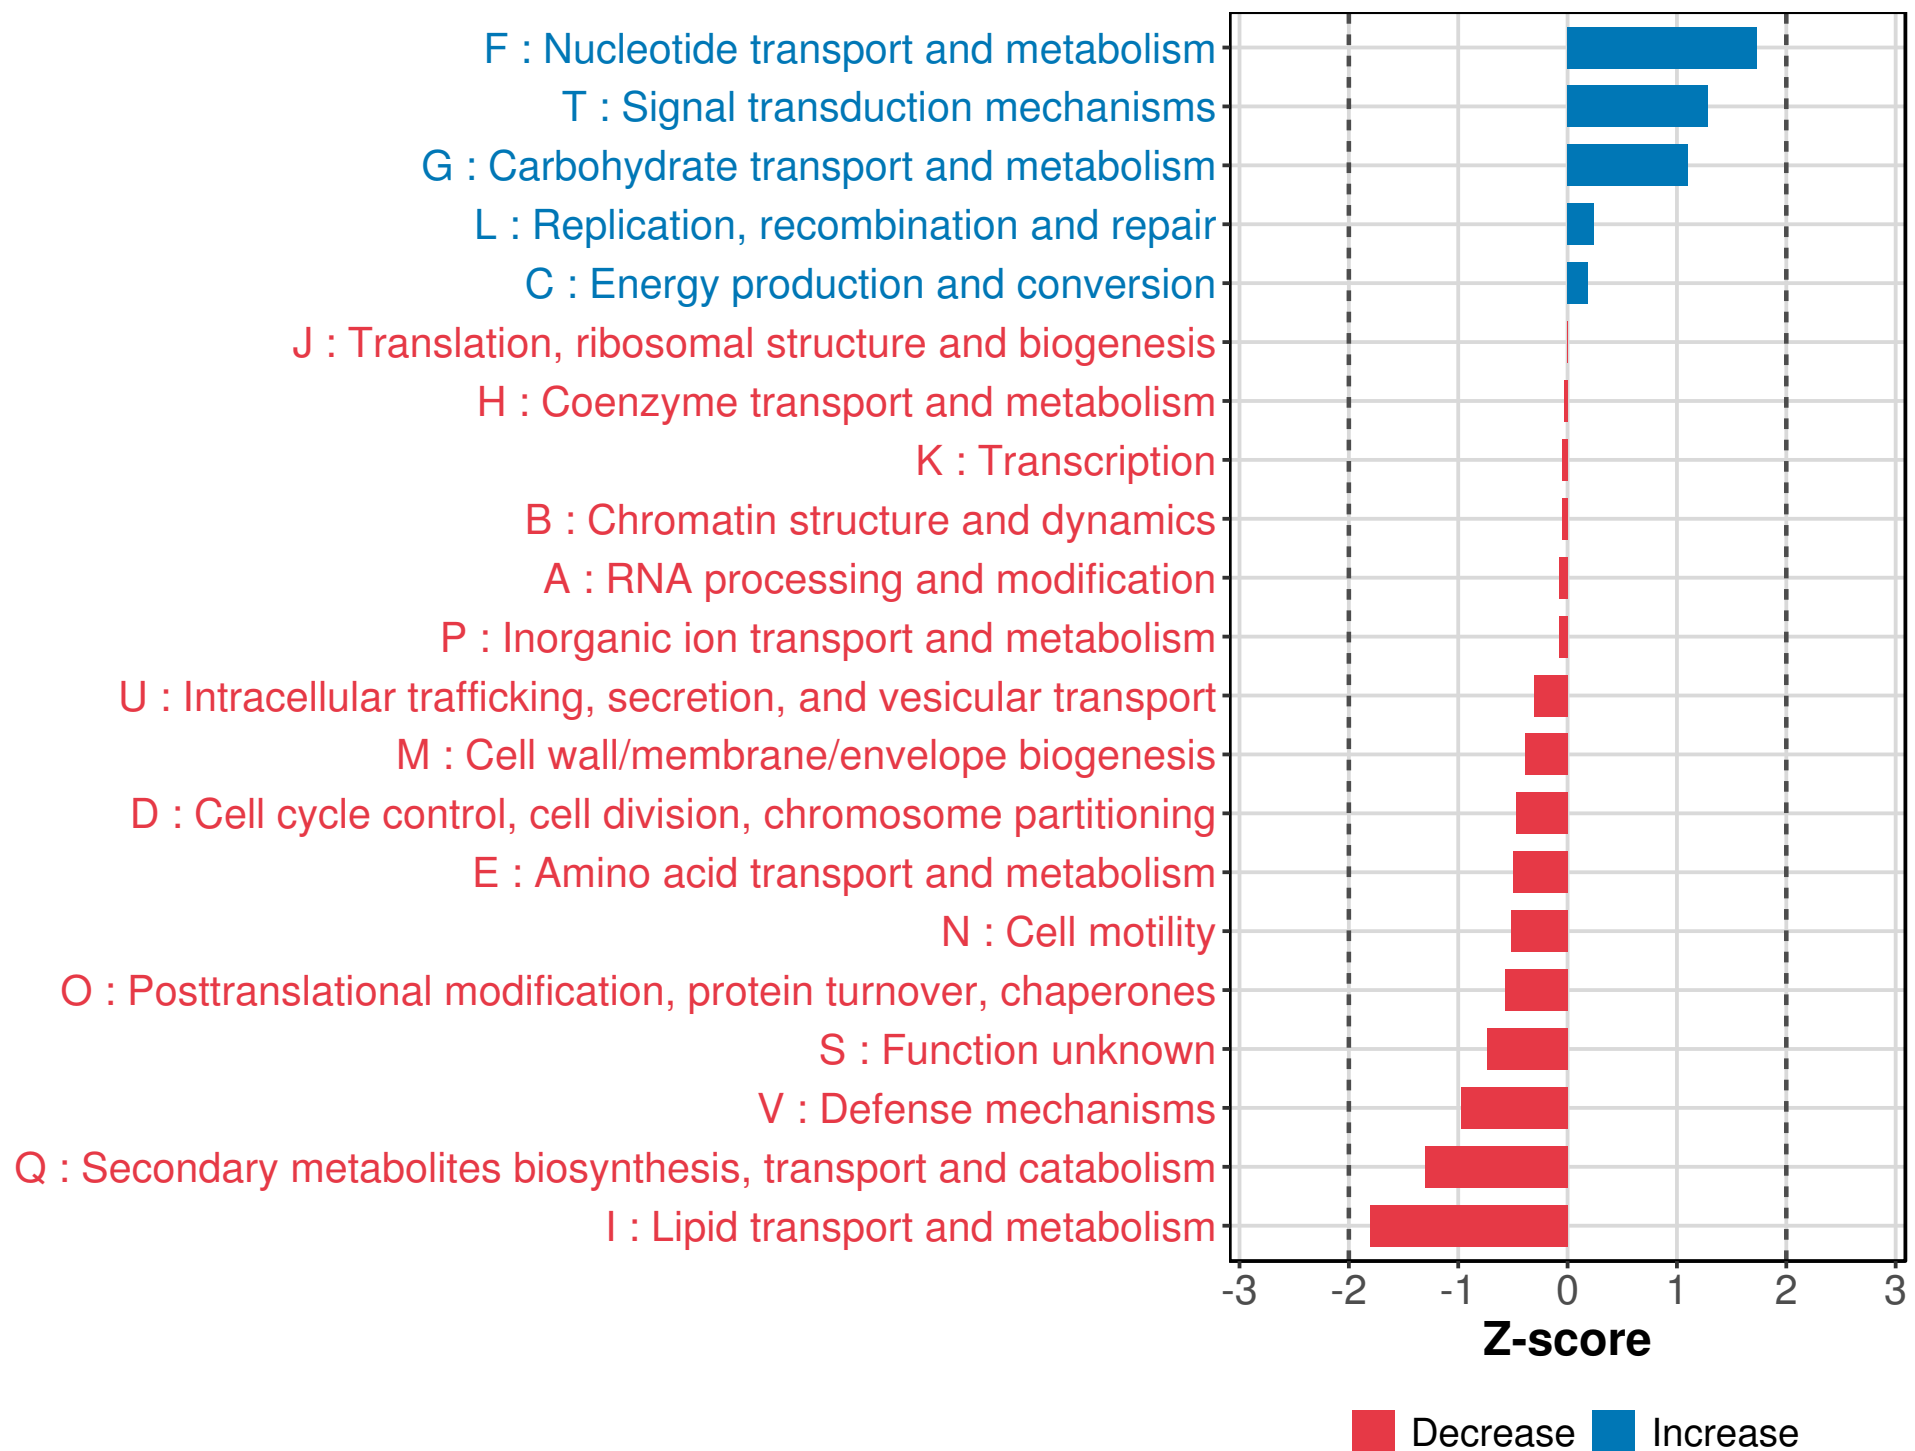 F : Nucleotide transport and metabolism
T : Signal transduction mechanisms
G : Carbohydrate transport and metabolism
L : Replication, recombination and repair
C : Energy production and conversion
J : Translation, ribosomal structure and biogenesis
H : Coenzyme transport and metabolism
K : Transcription
B : Chromatin structure and dynamics
A : RNA processing and modification
P : Inorganic ion transport and metabolism
U : Intracellular trafficking, secretion, and vesicular transport
M : Cell wall/membrane/envelope biogenesis
D : Cell cycle control, cell division, chromosome partitioning
E : Amino acid transport and metabolism
N : Cell motility
O : Posttranslational modification, protein turnover, chaperones
S : Function unknown
V : Defense mechanisms
Q : Secondary metabolites biosynthesis, transport and catabolism
I : Lipid transport and metabolism
-3 -2 -1 0 1 2 3
Z-score
Decrease Increase